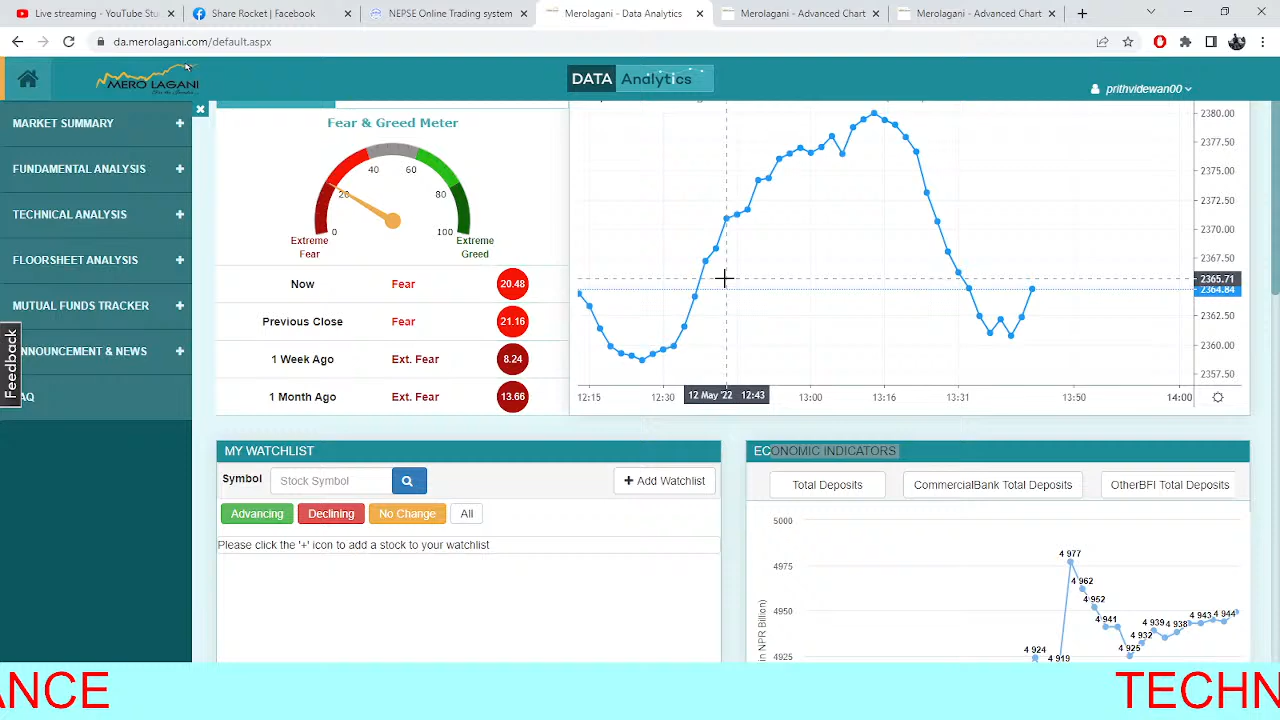 Live streaming - YouTube Stu
Share Rocket | Facebook
NEPSE Online Trading system
Merolagani - Data Analytics
Merolagani - Advanced Chart
Merolagani - Advanced Chart
da.merolagani.com/default.aspx
MERO LAGANI
DATA Analytics
prithvidewan00
MARKET SUMMARY
FUNDAMENTAL ANALYSIS
TECHNICAL ANALYSIS
FLOORSHEET ANALYSIS
MUTUAL FUNDS TRACKER
NNOUNCEMENT & NEWS
AQ
Feedback
Fear & Greed Meter
0
20
40
60
80
100
Extreme Fear
Extreme Greed
Now Fear 20.48
Previous Close Fear 21.16
1 Week Ago Ext. Fear 8.24
1 Month Ago Ext. Fear 13.66
2380.00
2377.50
2375.00
2372.50
2370.00
2367.50
2365.71
2364.84
2362.50
2360.00
2357.50
12:15 12:30 12 May '22 12:43 13:00 13:16 13:31 13:50 14:00
MY WATCHLIST
Symbol Stock Symbol + Add Watchlist
Advancing Declining No Change All
Please click the '+' icon to add a stock to your watchlist
ECONOMIC INDICATORS
Total Deposits CommercialBank Total Deposits OtherBFI Total Deposits
5000
4975
4950
4925
in NPR Billion)
4 924
4 919
4 977
4 962
4 952
4 941
4 925
4 932
4 939
4 938
4 943
4 944
ANCE TECHN